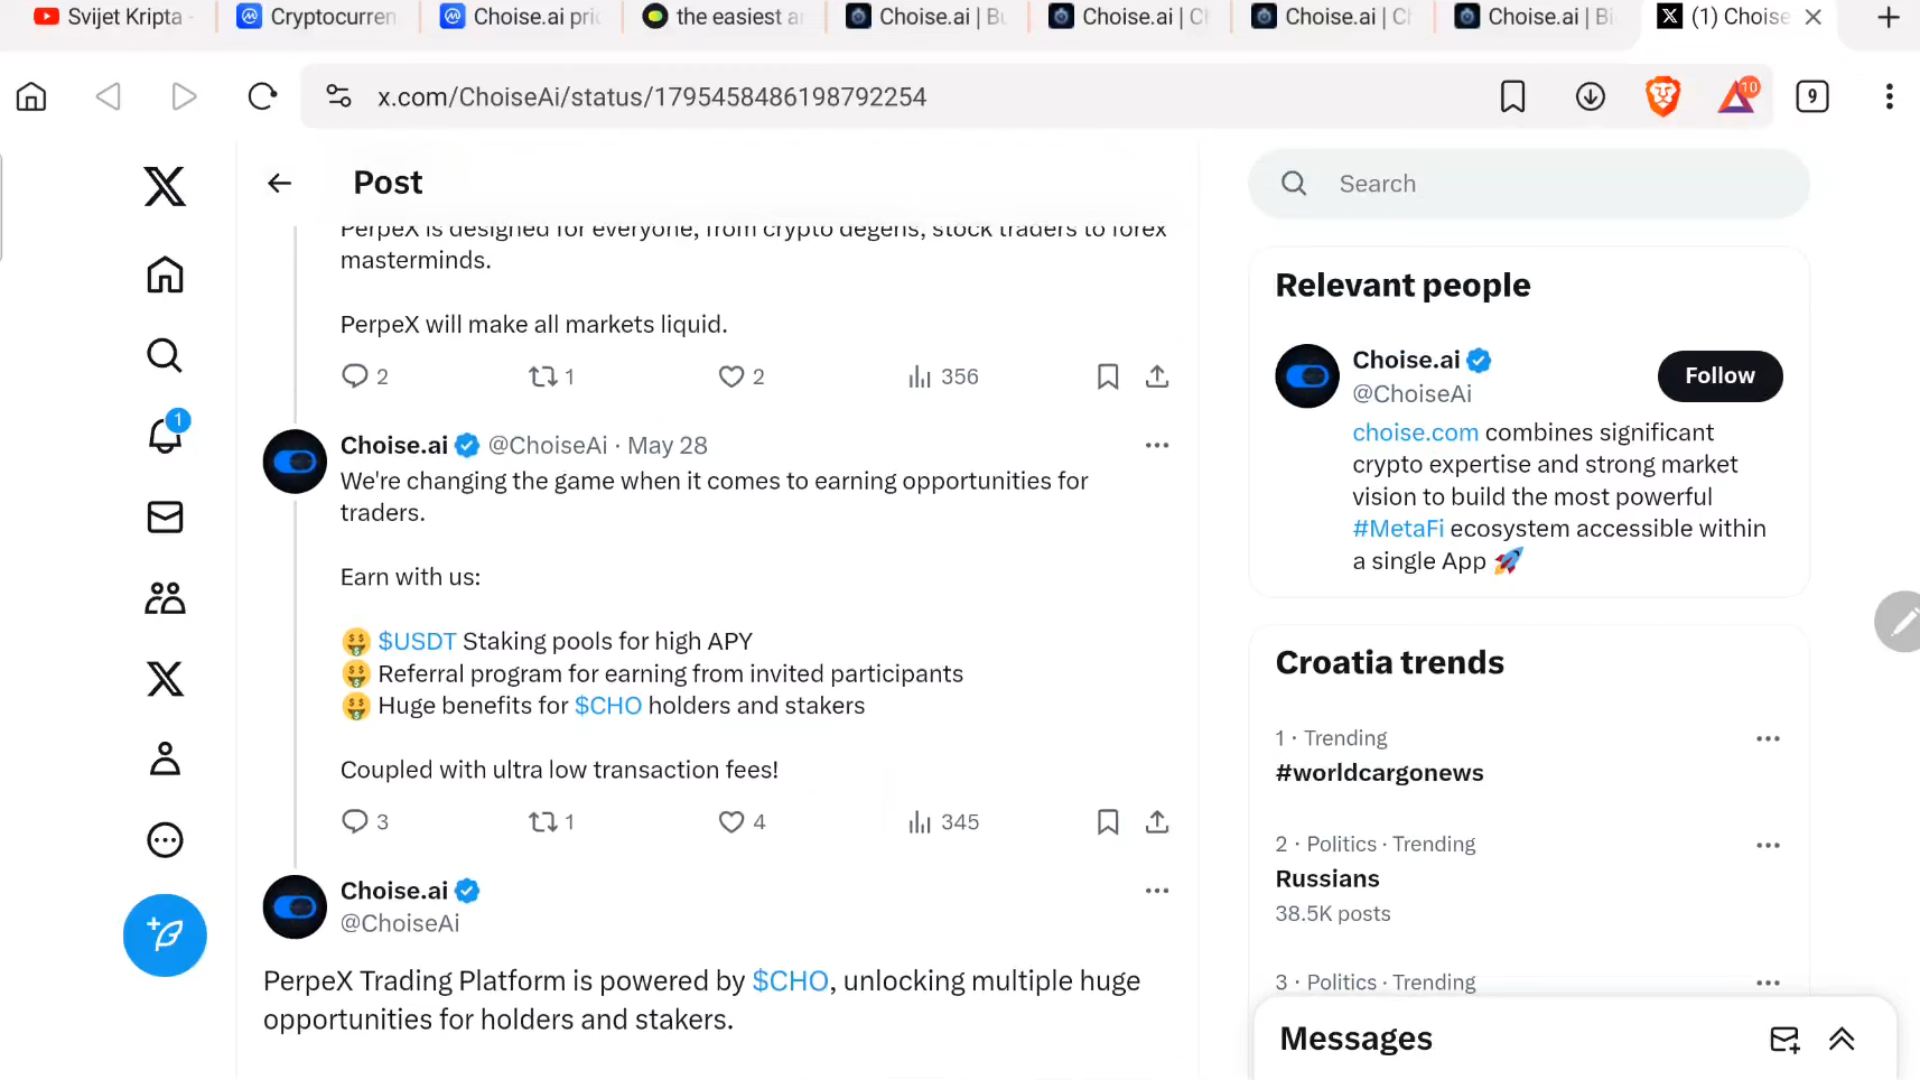 Svijet Kripta -
Cryptocurren
Choise.ai pri
the easiest a
Choise.ai | B
Choise.ai | C
Choise.ai | C
Choise.ai | Bi
(1) Choise
x.com/ChoiseAi/status/1795458486198792254
10
9
Post
PerpeX is designed for everyone, from crypto degens, stock traders to forex
masterminds.
PerpeX will make all markets liquid.
2 1 2 356
1
Choise.ai @ChoiseAi · May 28
We're changing the game when it comes to earning opportunities for
traders.
Earn with us:
$USDT Staking pools for high APY
Referral program for earning from invited participants
Huge benefits for $CHO holders and stakers
Coupled with ultra low transaction fees!
3 1 4 345
Choise.ai
@ChoiseAi
PerpeX Trading Platform is powered by $CHO, unlocking multiple huge
opportunities for holders and stakers.
Search
Relevant people
Choise.ai
@ChoiseAi
Follow
choise.com combines significant
crypto expertise and strong market
vision to build the most powerful
#MetaFi ecosystem accessible within
a single App
Croatia trends
1 · Trending
#worldcargonews
2 · Politics · Trending
Russians
38.5K posts
3 · Politics · Trending
Messages